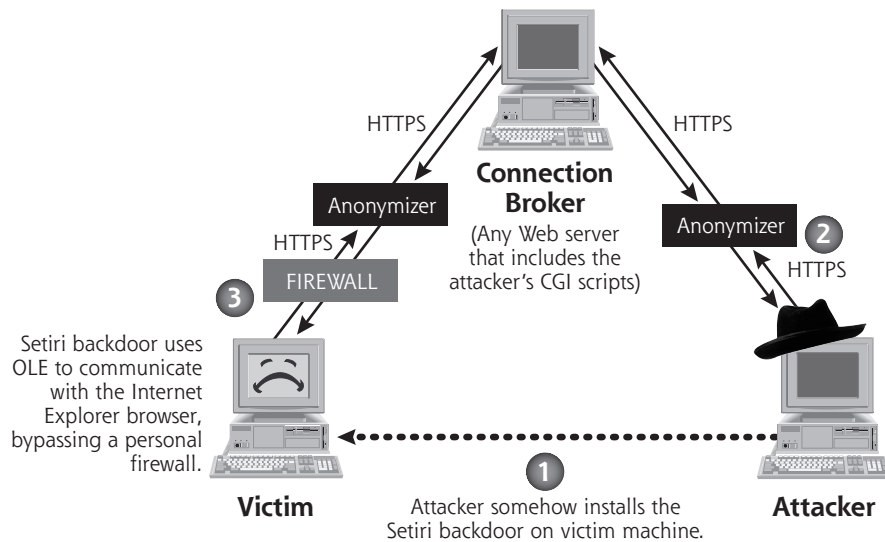 HTTPS
HTTPS
Connection
Broker
(Any Web server
that includes the
attacker's CGI scripts)
Anonymizer
Anonymizer
2
HTTPS
HTTPS
FIREWALL
3
Setiri backdoor uses
OLE to communicate
with the Internet
Explorer browser,
bypassing a personal
firewall.
Victim
1
Attacker somehow installs the
Setiri backdoor on victim machine.
Attacker